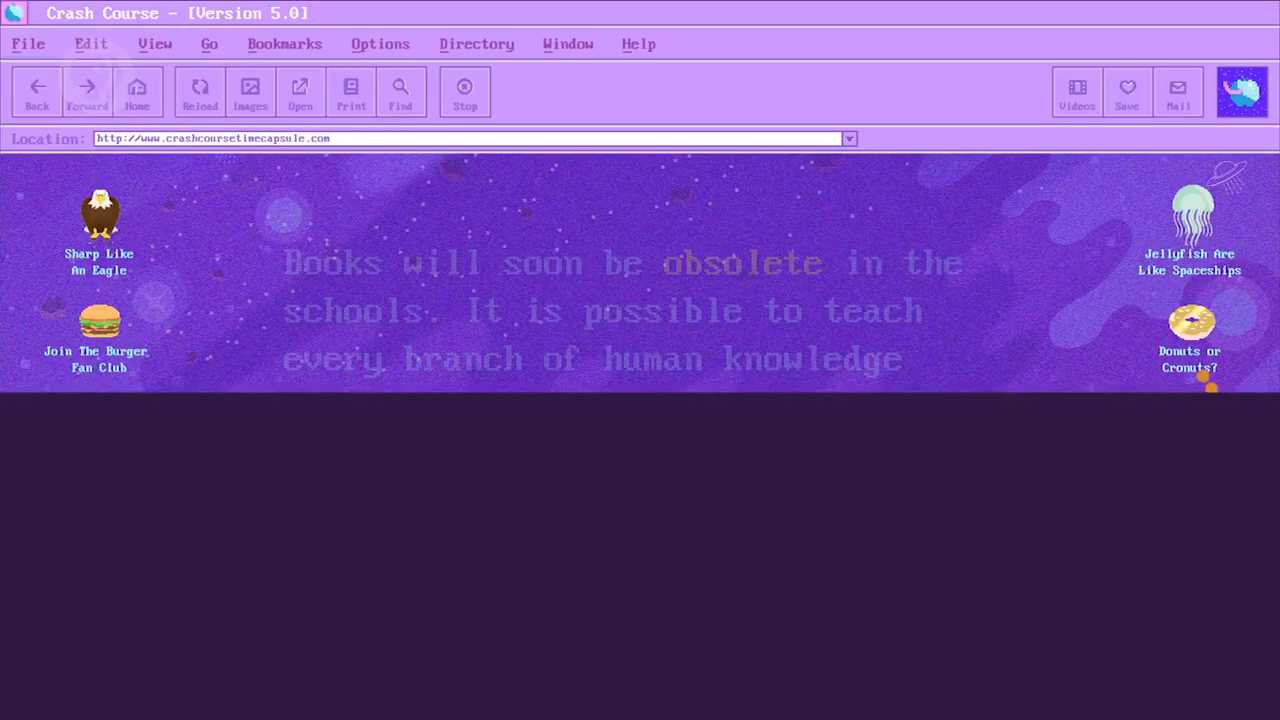 Crash Course - [Version 5.0]
File Edit View Go Bookmarks Options Directory Window Help
Back Forward Home Reload Images Open Print Find Stop Videos Save Mail
Location: http://www.crashcoursetimecapsule.com
Sharp Like
An Eagle
Jellyfish Are
Like Spaceships
Books will soon be obsolete in the
schools. It is possible to teach
every branch of human knowledge
Join The Burger
Fan Club
Donuts or
Cronuts?